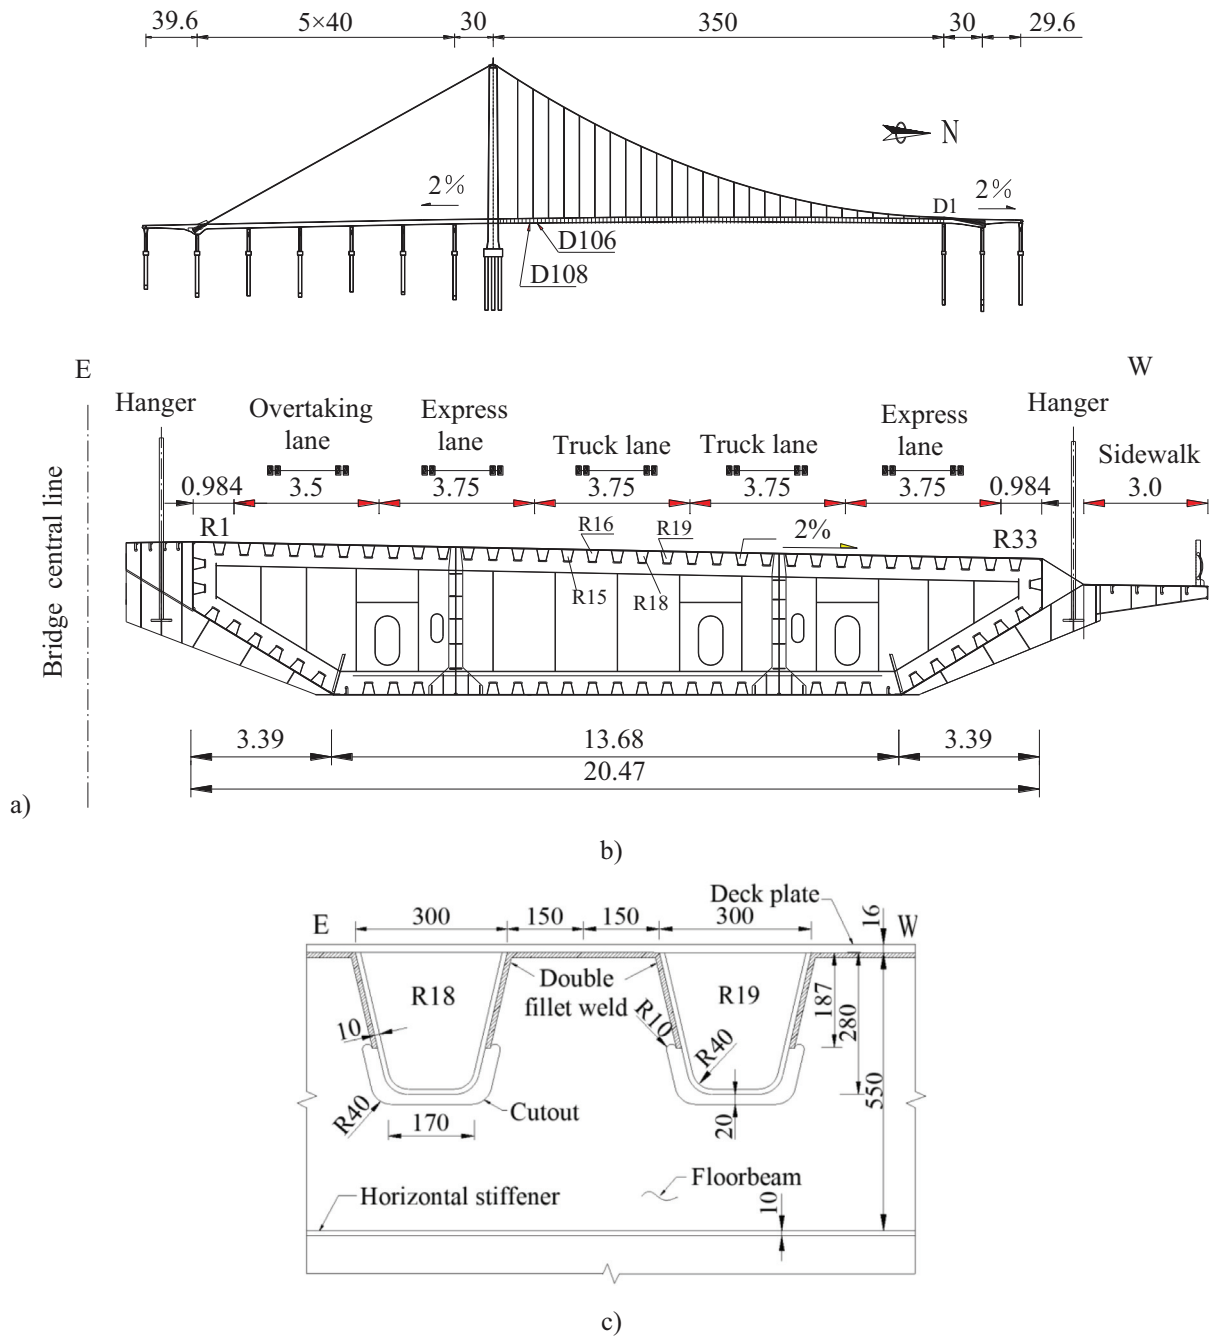 39.6 5×40 30 350 30 29.6
N
2% D1 2%
D106
D108
E W
Hanger Overtaking lane Express lane Truck lane Truck lane Express lane Hanger Sidewalk
0.984 3.5 3.75 3.75 3.75 3.75 0.984 3.0
Bridge central line
R1 R16 R19 2% R33
R15 R18
3.39 13.68 3.39
20.47
a)
b)
Deck plate 16
E 300 150 150 300 W
R18 Double fillet weld R19
10 R10 R40 187 280 550
R40 170 Cutout 20
Floorbeam
Horizontal stiffener 10
c)